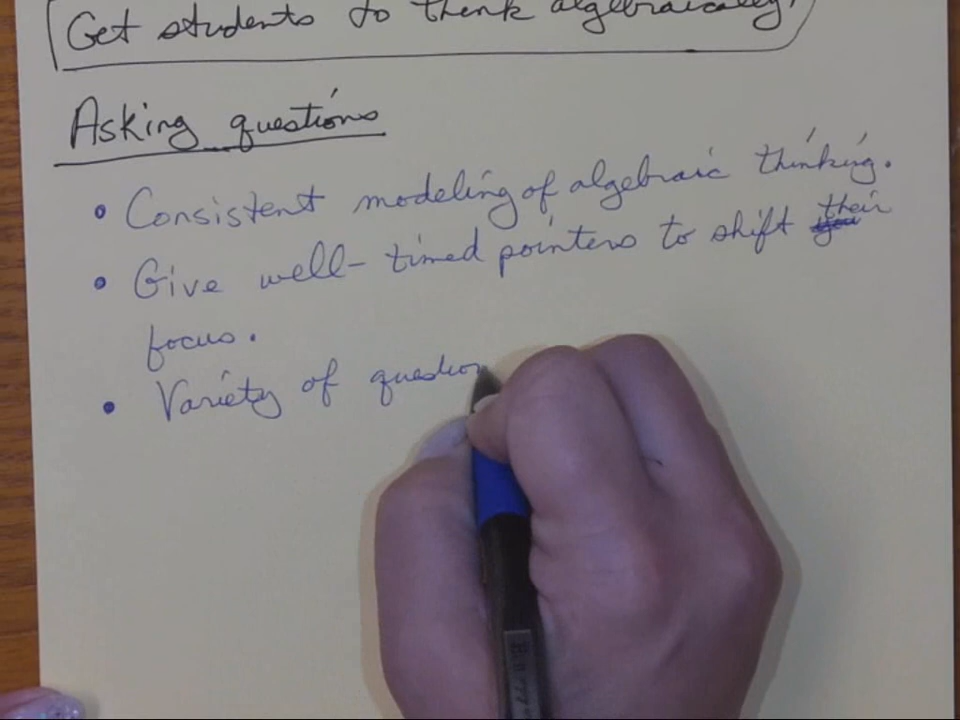 Get students to think algebraically
Asking questions
• Consistent modeling of algebraic thinking.
• Give well-timed pointers to shift their
focus.
• Variety of question